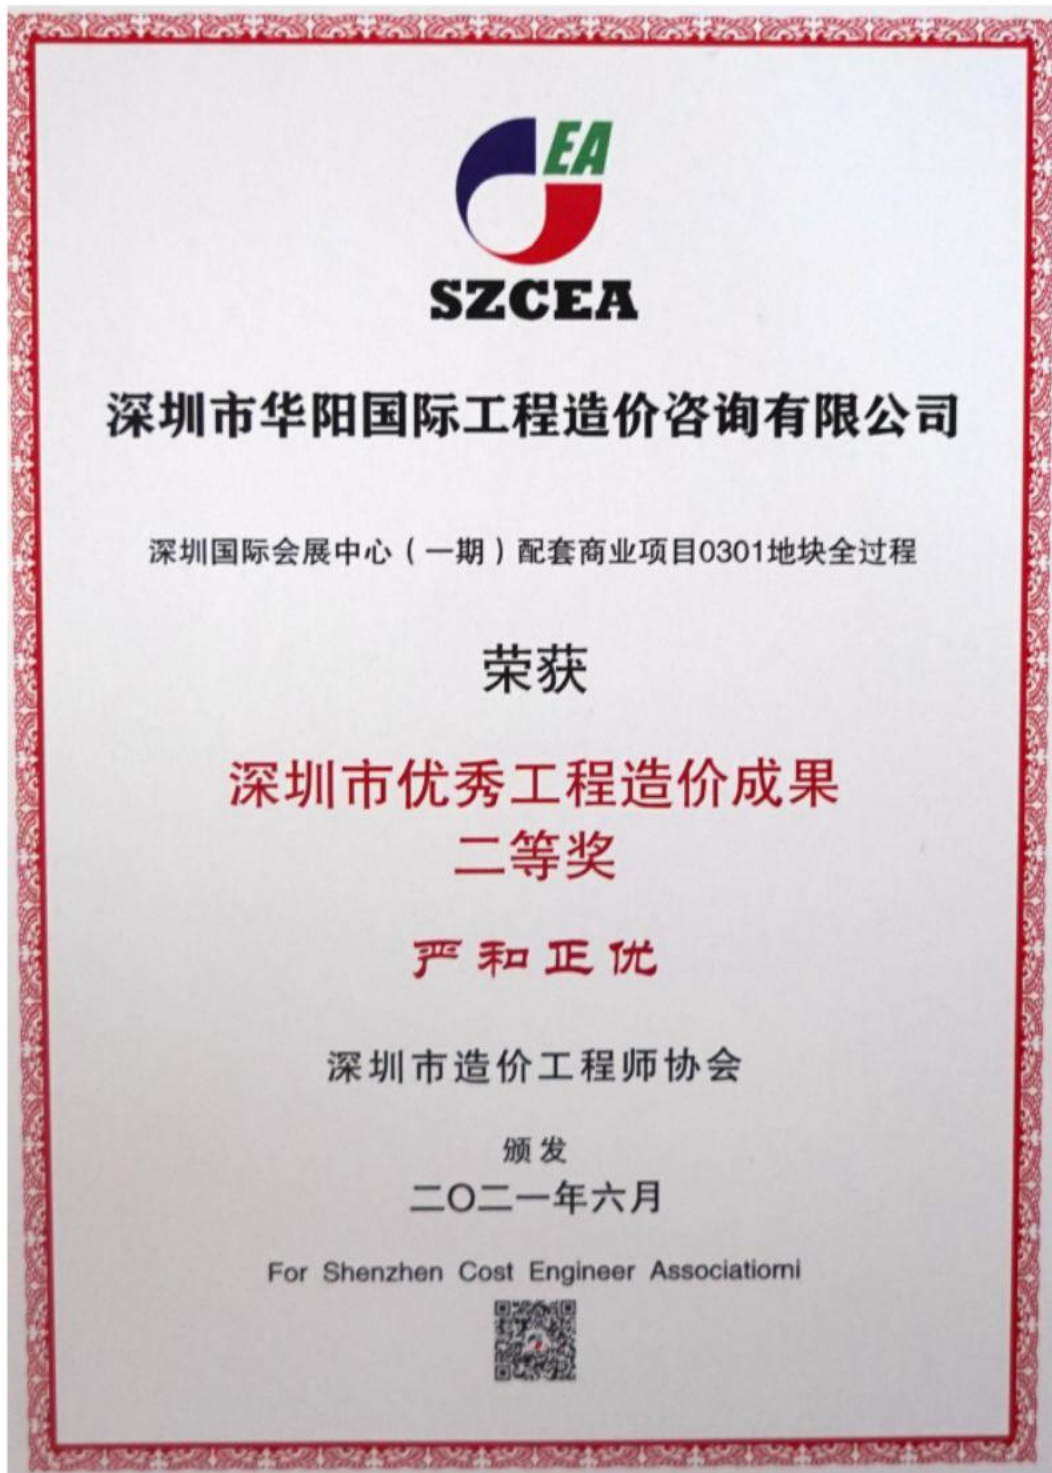 EA
SZCEA
深圳市华阳国际工程造价咨询有限公司
深圳国际会展中心（一期）配套商业项目0301地块全过程
荣获
深圳市优秀工程造价成果
二等奖
严和正优
深圳市造价工程师协会
颁发
二〇二一年六月
For Shenzhen Cost Engineer Associatiorni